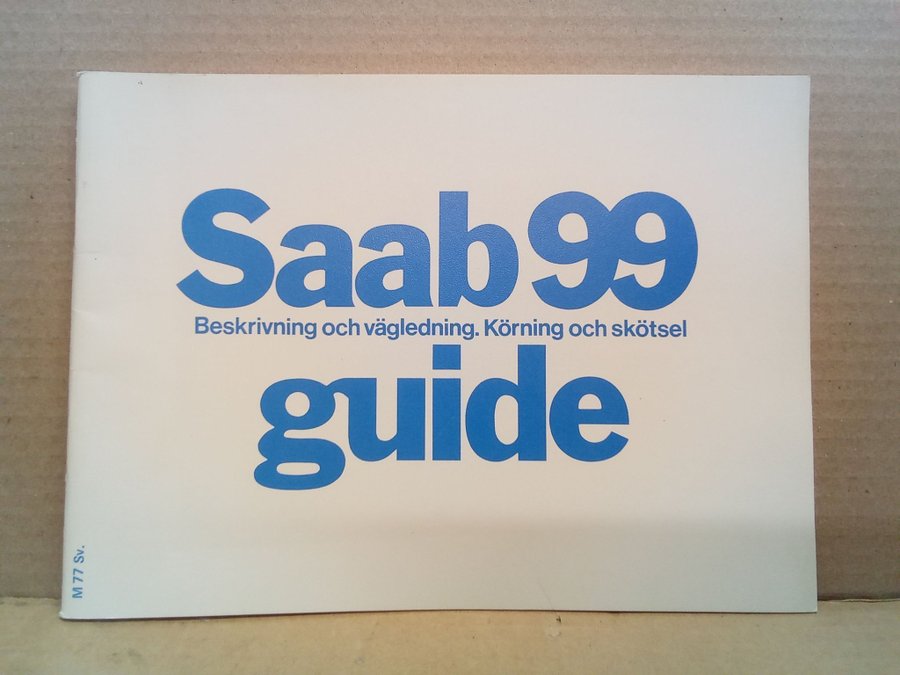 Saab 99
Beskrivning och vägledning. Körning och skötsel
guide
M 77 Sv.